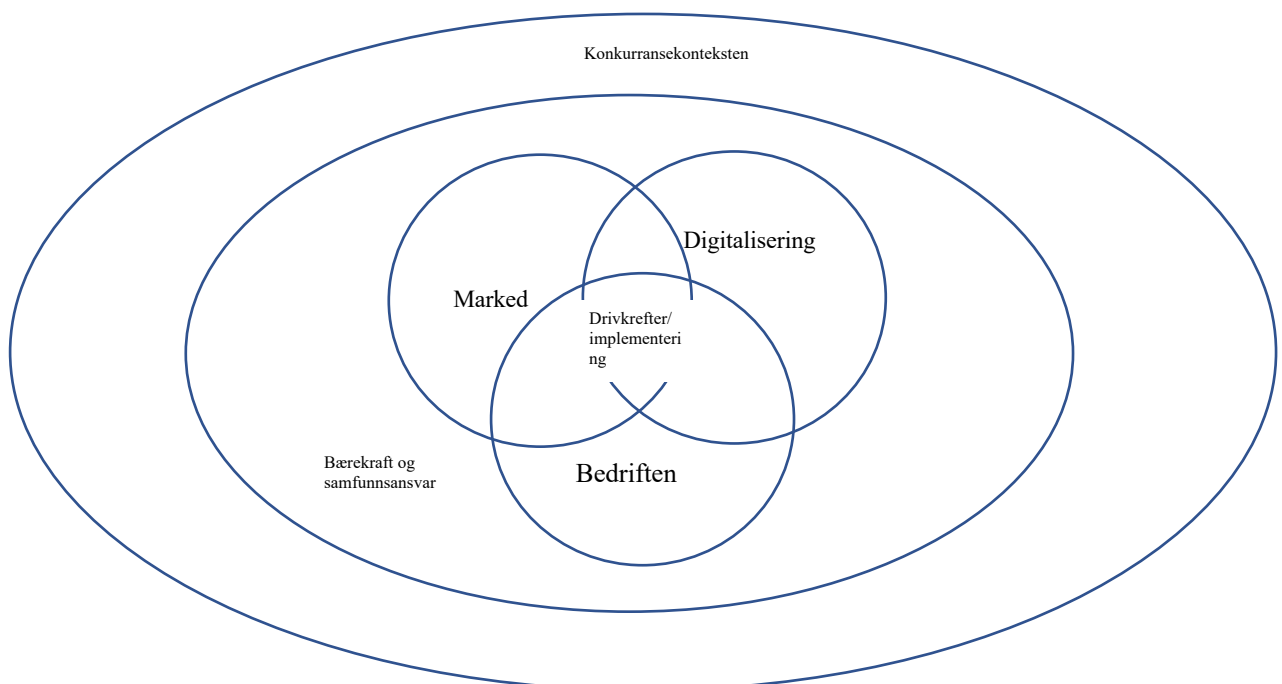 Konkurransekonteksten
Digitalisering
Marked
Drivkrefter/
implementeri
ng
Bærekraft og
samfunnsansvar
Bedriften